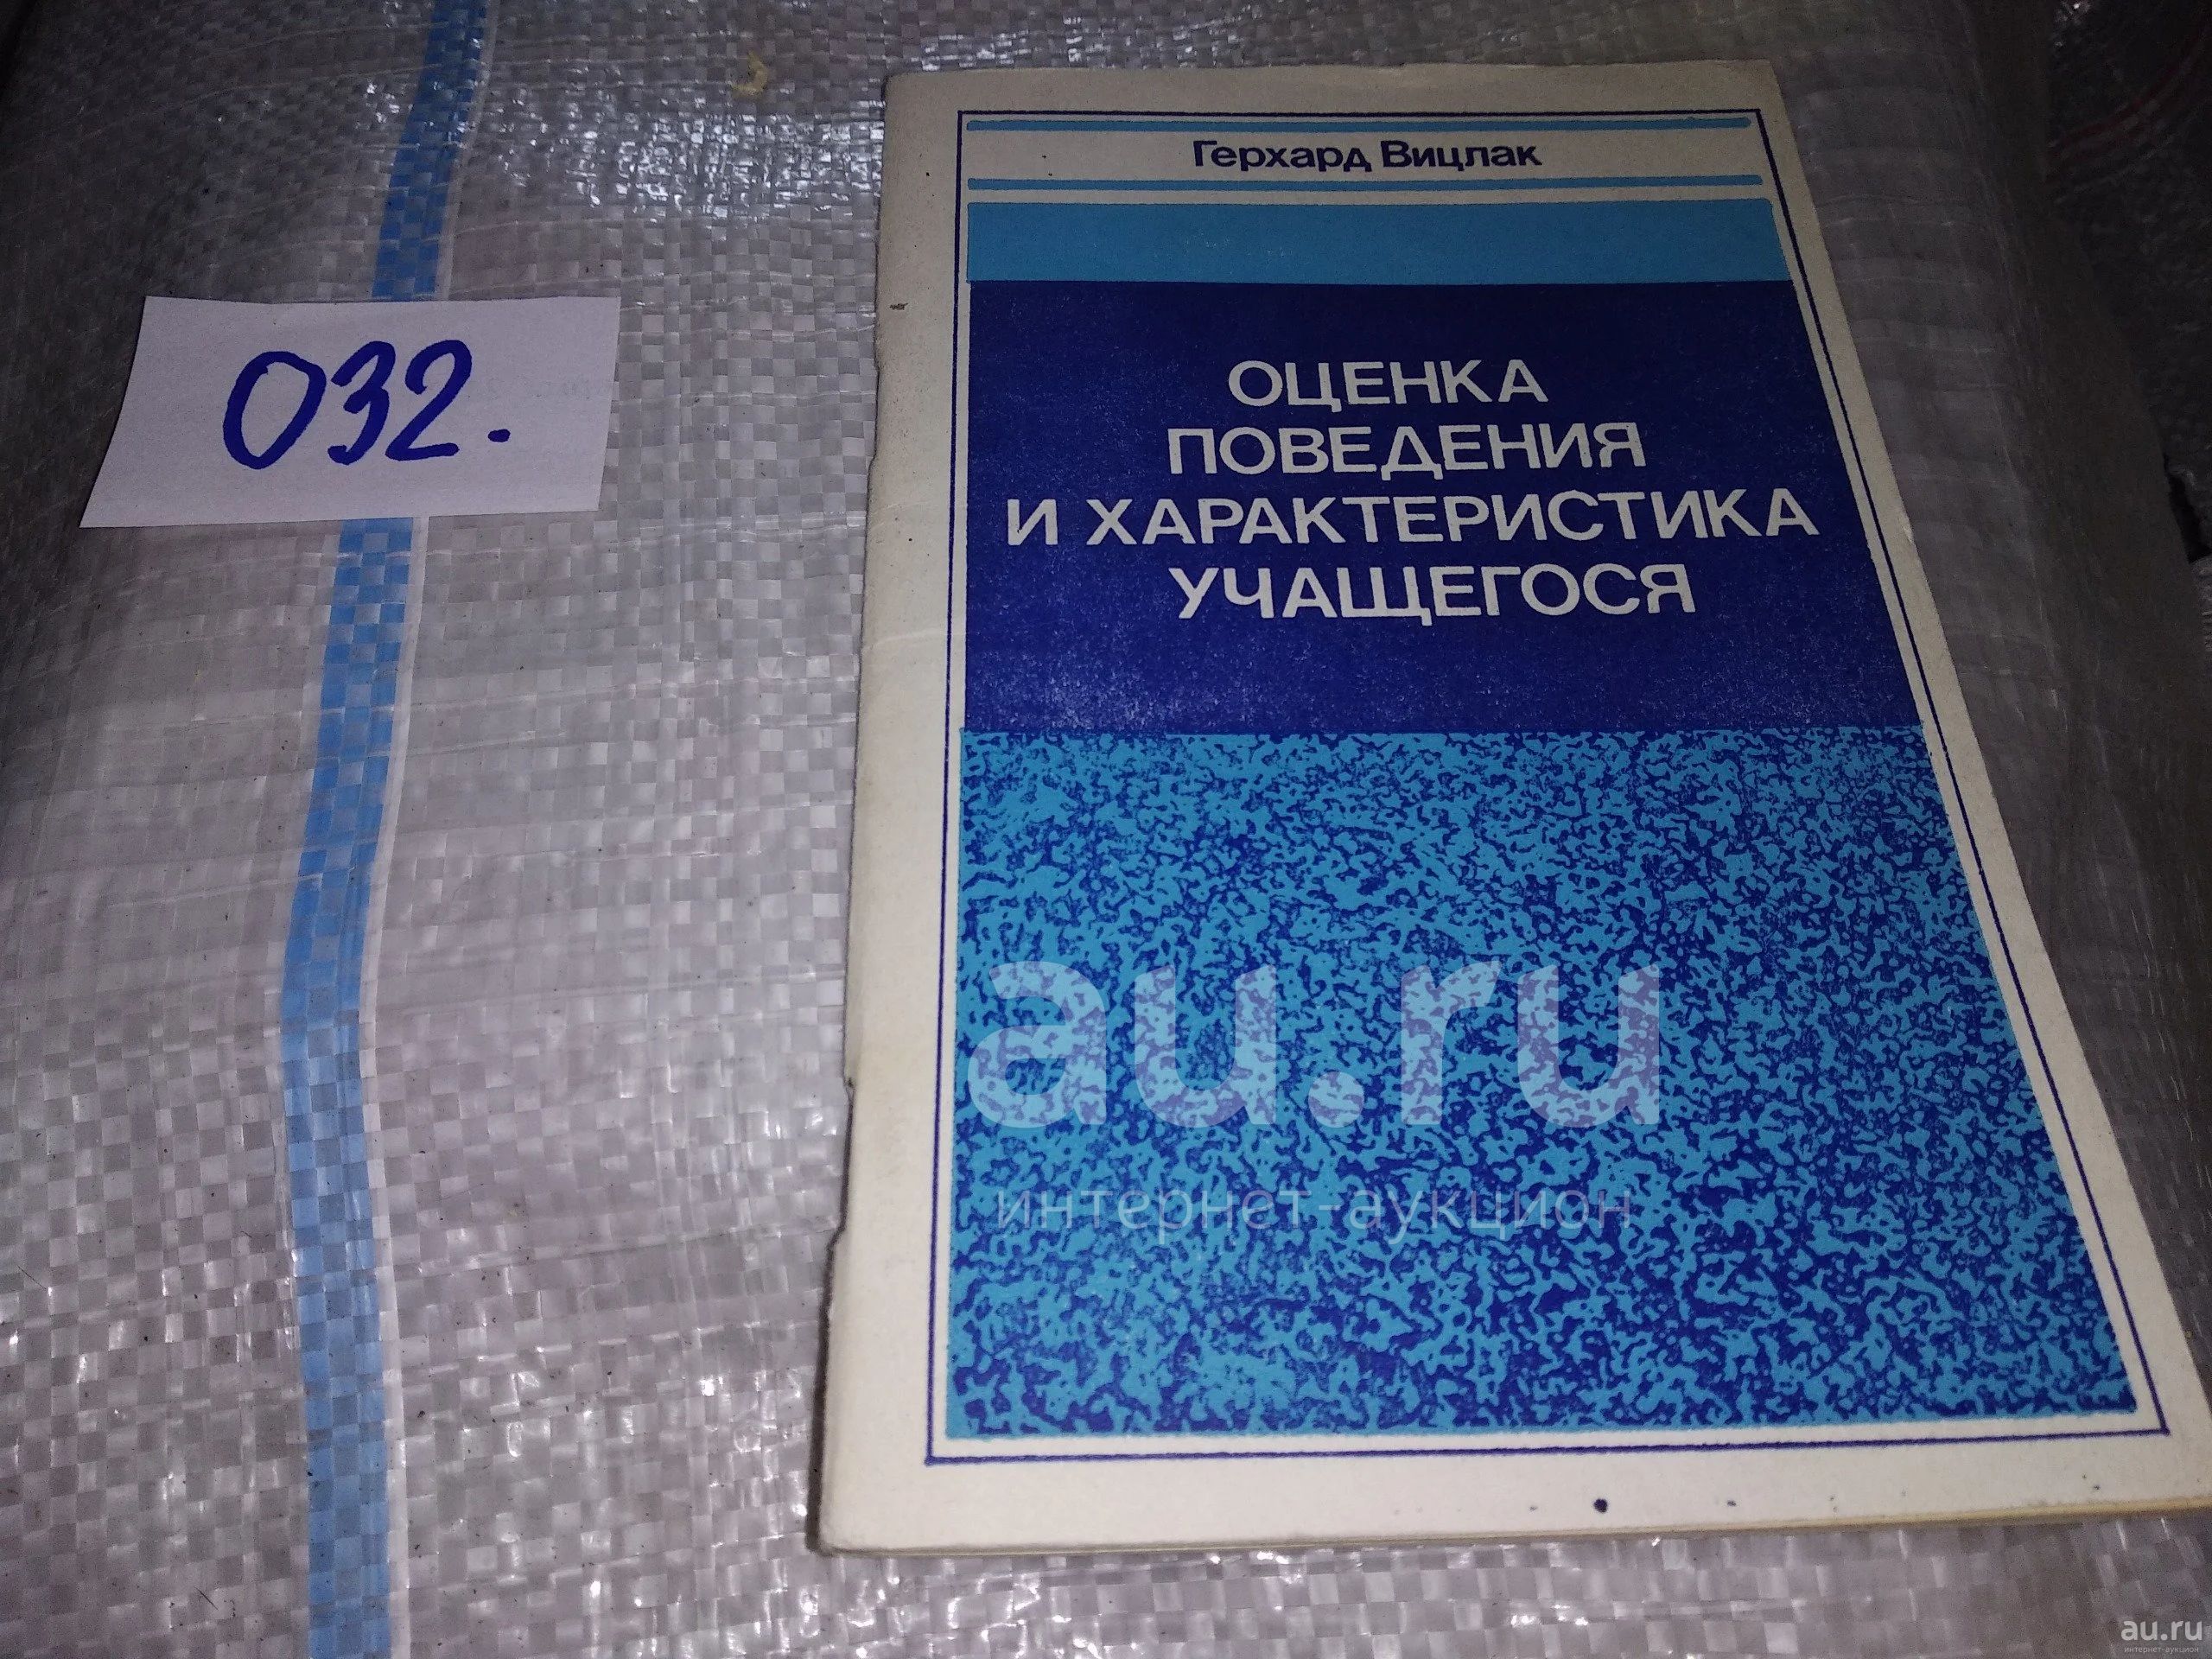 032.
Герхард Вицлак
ОЦЕНКА
ПОВЕДЕНИЯ
И ХАРАКТЕРИСТИКА
УЧАЩЕГОСЯ
au.ru
интернет-аукцион
au.ru
интернет-аукцион